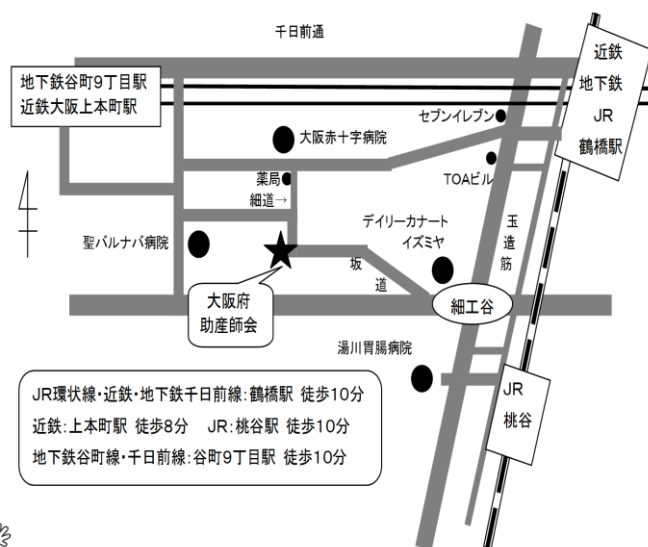 千日前通
近鉄
地下鉄
JR
鶴橋駅
地下鉄谷町9丁目駅
近鉄大阪上本町駅
セブンイレブン
大阪赤十字病院
TOAビル
薬局
細道→
デイリーカナート
イズミヤ
玉造筋
聖バルナバ病院
坂道
大阪府
助産師会
細工谷
湯川胃腸病院
JR
桃谷
JR環状線・近鉄・地下鉄千日前線:鶴橋駅 徒歩10分
近鉄:上本町駅 徒歩8分 JR:桃谷駅 徒歩10分
地下鉄谷町線・千日前線:谷町9丁目駅 徒歩10分